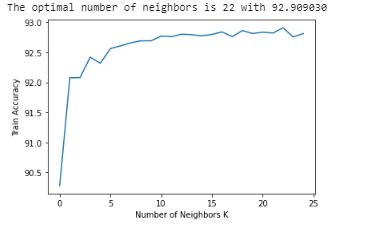 The optimal number of neighbors is 22 with 92.909030
93.0
92.5
92.0
91.5
91.0
90.5
Train Accuracy
0 5 10 15 20 25
Number of Neighbors K